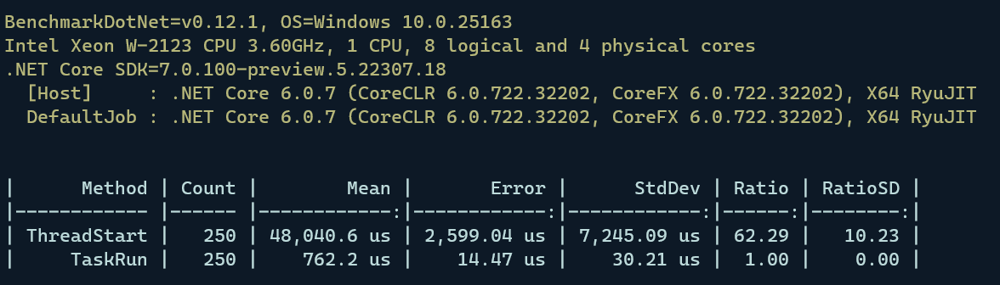 BenchmarkDotNet=v0.12.1, OS=Windows 10.0.25163
Intel Xeon W-2123 CPU 3.60GHz, 1 CPU, 8 logical and 4 physical cores
.NET Core SDK=7.0.100-preview.5.22307.18
  [Host]     : .NET Core 6.0.7 (CoreCLR 6.0.722.32202, CoreFX 6.0.722.32202), X64 RyuJIT
  DefaultJob : .NET Core 6.0.7 (CoreCLR 6.0.722.32202, CoreFX 6.0.722.32202), X64 RyuJIT
|      Method | Count |        Mean |       Error |      StdDev | Ratio | RatioSD |
|------------ |------ |------------:|------------:|------------:|------:|--------:|
| ThreadStart |   250 | 48,040.6 us | 2,599.04 us | 7,245.09 us | 62.29 |   10.23 |
|     TaskRun |   250 |    762.2 us |    14.47 us |    30.21 us |  1.00 |    0.00 |